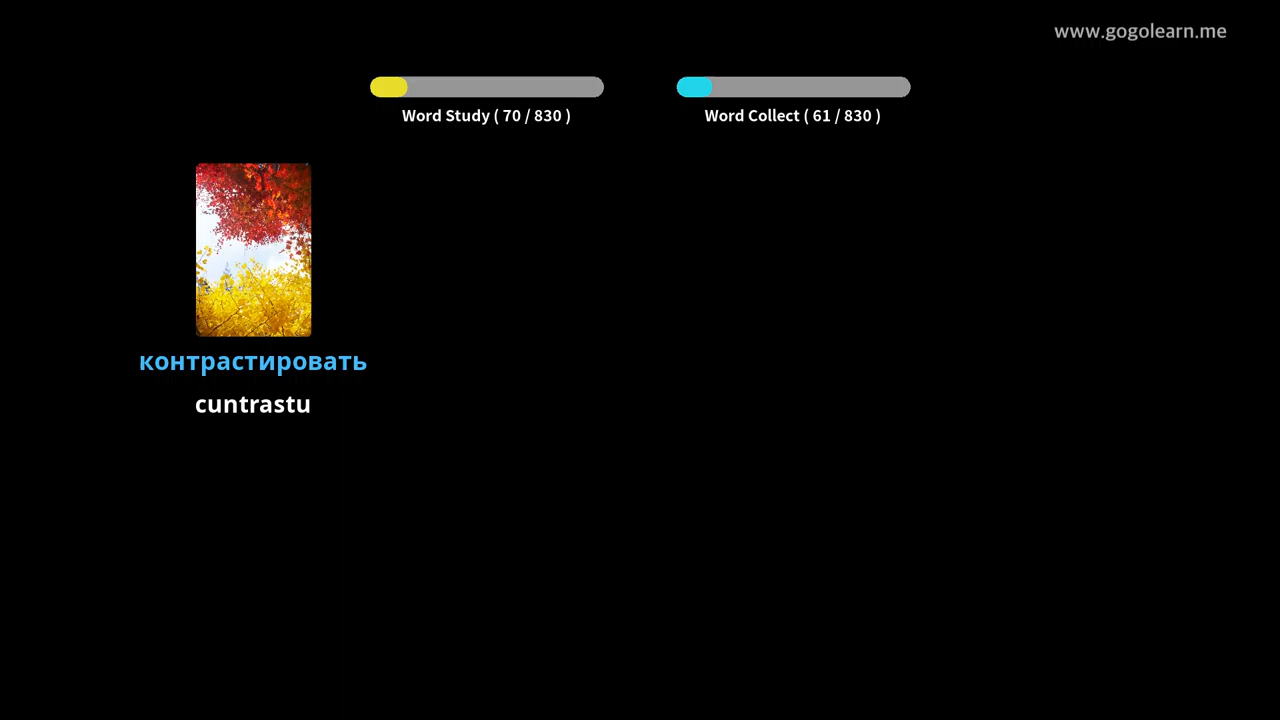 www.gogolearn.me
Word Study ( 70 / 830 )
Word Collect ( 61 / 830 )
контрастировать
cuntrastu